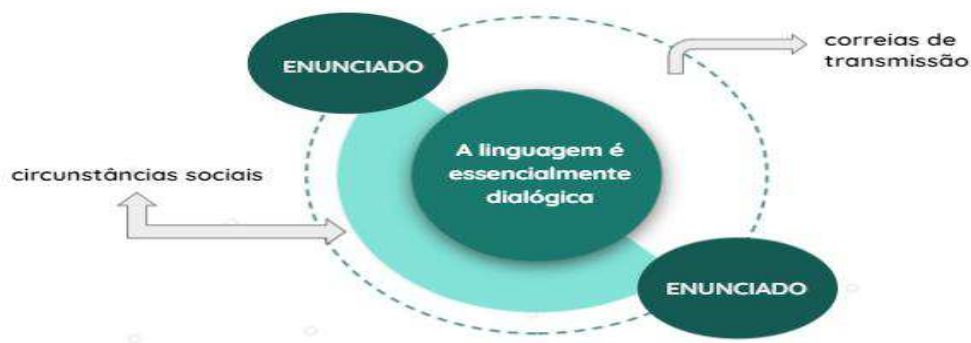 correias de
transmissão
ENUNCIADO
A linguagem é
essencialmente
dialógica
circunstâncias sociais
ENUNCIADO